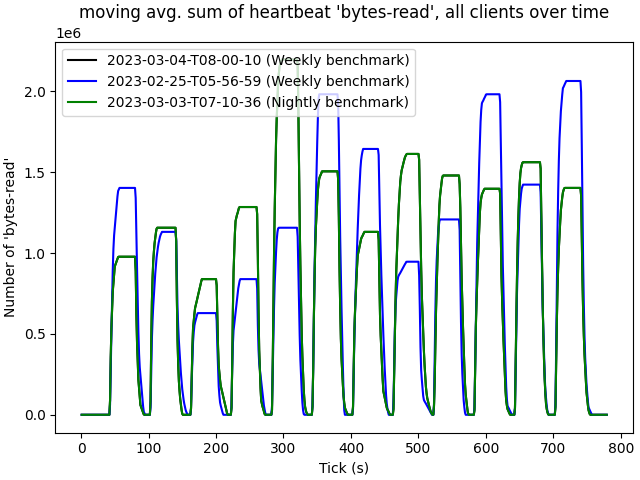 moving avg. sum of heartbeat 'bytes-read', all clients over time
1e6
2023-03-04-T08-00-10 (Weekly benchmark)
2023-02-25-T05-56-59 (Weekly benchmark)
2023-03-03-T07-10-36 (Nightly benchmark)
2.0
1.5
1.0
0.5
0.0
Number of 'bytes-read'
0 100 200 300 400 500 600 700 800
Tick (s)